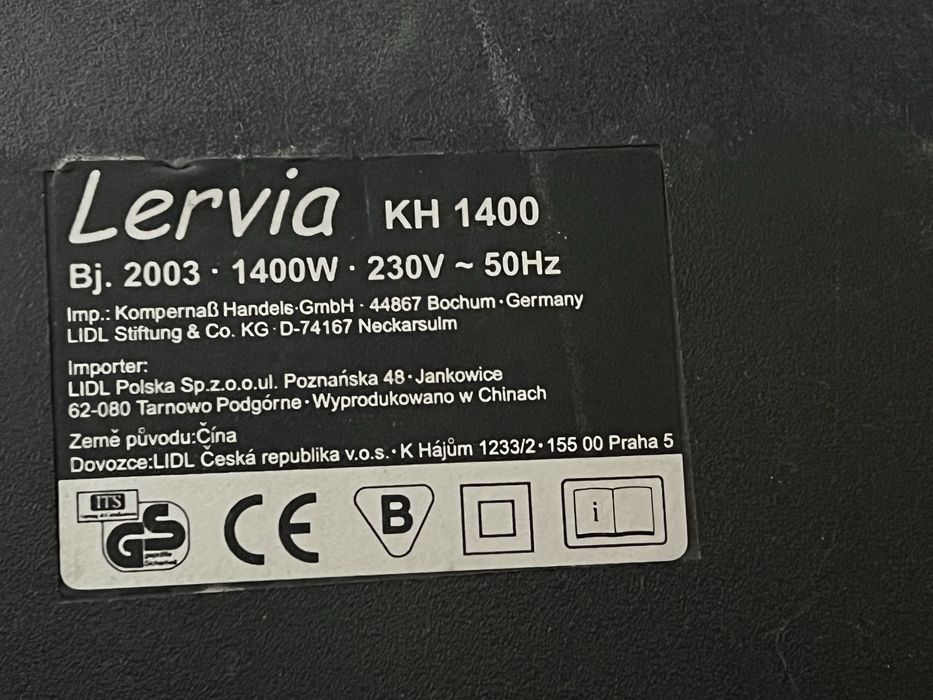 Lervia KH 1400
Bj. 2003 · 1400W · 230V ~ 50Hz
Imp.: Kompernaß Handels·GmbH · 44867 Bochum · Germany
LIDL Stiftung & Co. KG · D-74167 Neckarsulm
Importer:
LIDL Polska Sp.z.o.o.ul. Poznańska 48 · Jankowice
62-080 Tarnowo Podgórne · Wyprodukowano w Chinach
Země původu:Čína
Dovozce:LIDL Česká republika v.o.s. · K Hájům 1233/2 · 155 00 Praha 5
ITS
GS
geprüfte
Sicherheit
CE
B
i